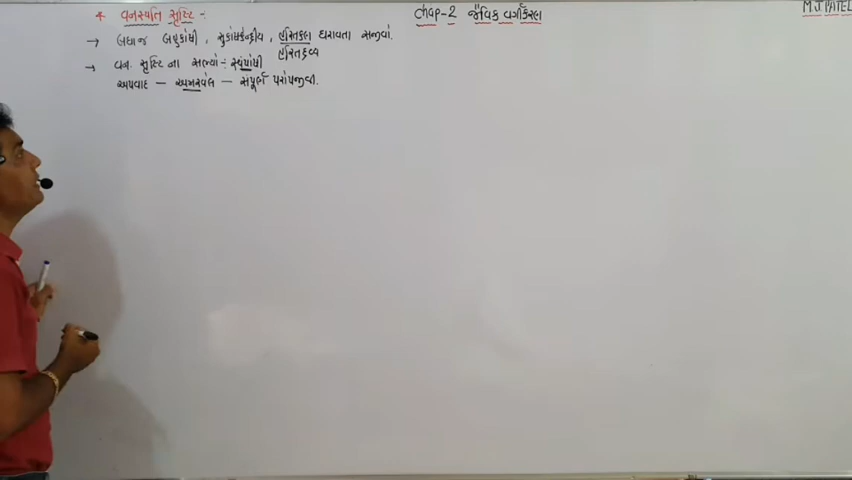 Chap-2 જૈવિક વર્ગીકરણ
M J PATEL
* વનસ્પતિ સૃષ્ટિ :-
→ બધાજ બહુકોષી , સુકોષકેન્દ્રીય , હરિતકણ ધરાવતા સજીવો.
હરિતદ્રવ્ય
→ વન. સૃષ્ટિ ના સભ્યો :- સ્વયંપોષી
અપવાદ - અમરવેલ - સંપૂર્ણ પરોપજીવી.